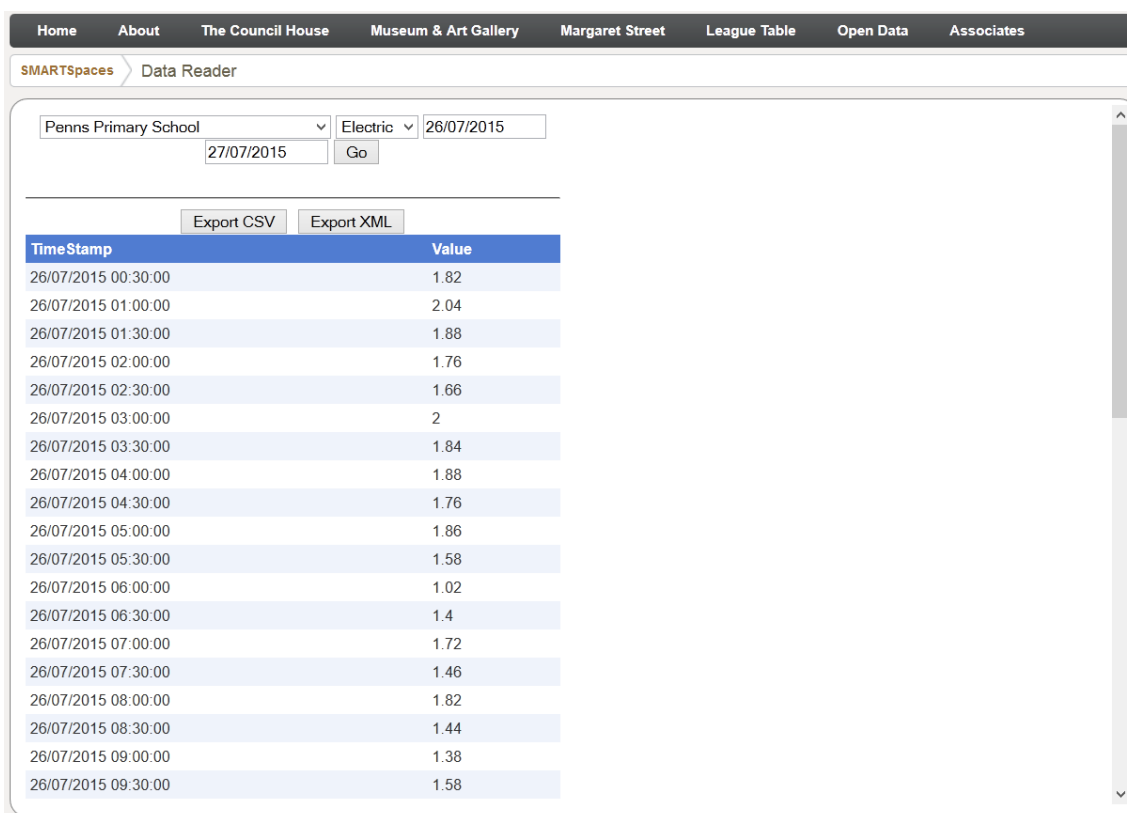 Home About The Council House Museum & Art Gallery Margaret Street League Table Open Data Associates
SMARTSpaces Data Reader
Penns Primary School Electric 26/07/2015
27/07/2015 Go
Export CSV Export XML
TimeStamp Value
26/07/2015 00:30:00 1.82
26/07/2015 01:00:00 2.04
26/07/2015 01:30:00 1.88
26/07/2015 02:00:00 1.76
26/07/2015 02:30:00 1.66
26/07/2015 03:00:00 2
26/07/2015 03:30:00 1.84
26/07/2015 04:00:00 1.88
26/07/2015 04:30:00 1.76
26/07/2015 05:00:00 1.86
26/07/2015 05:30:00 1.58
26/07/2015 06:00:00 1.02
26/07/2015 06:30:00 1.4
26/07/2015 07:00:00 1.72
26/07/2015 07:30:00 1.46
26/07/2015 08:00:00 1.82
26/07/2015 08:30:00 1.44
26/07/2015 09:00:00 1.38
26/07/2015 09:30:00 1.58